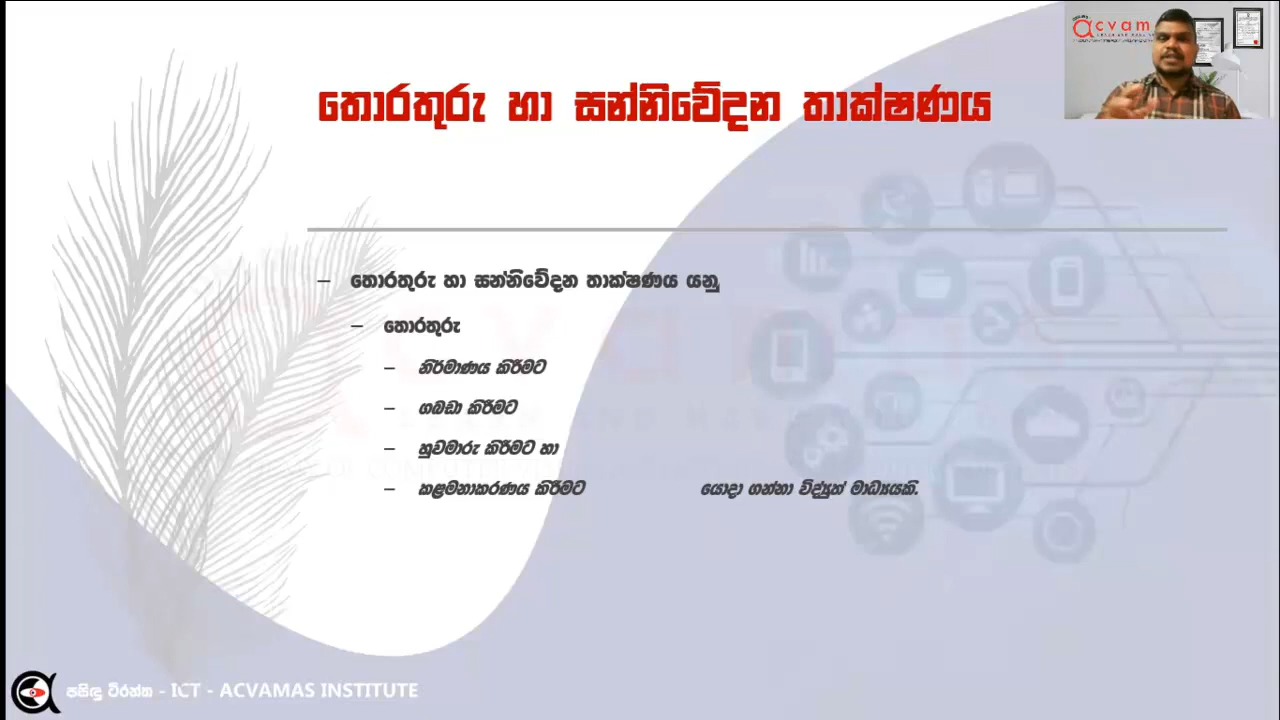 acvam
තොරතුරු හා සන්නිවේදන තාක්ෂණය
– තොරතුරු හා සන්නිවේදන තාක්ෂණය යනු
– තොරතුරු
– නිර්මාණය කිරීමට
– ගබඩා කිරීමට
– හුවමාරු කිරීමට හා
– කළමනාකරණය කිරීමට යොදා ගන්නා විද්‍යුත් මාධ්‍යයකි.
පසිඳු විරන්ත - ICT - ACVAMAS INSTITUTE